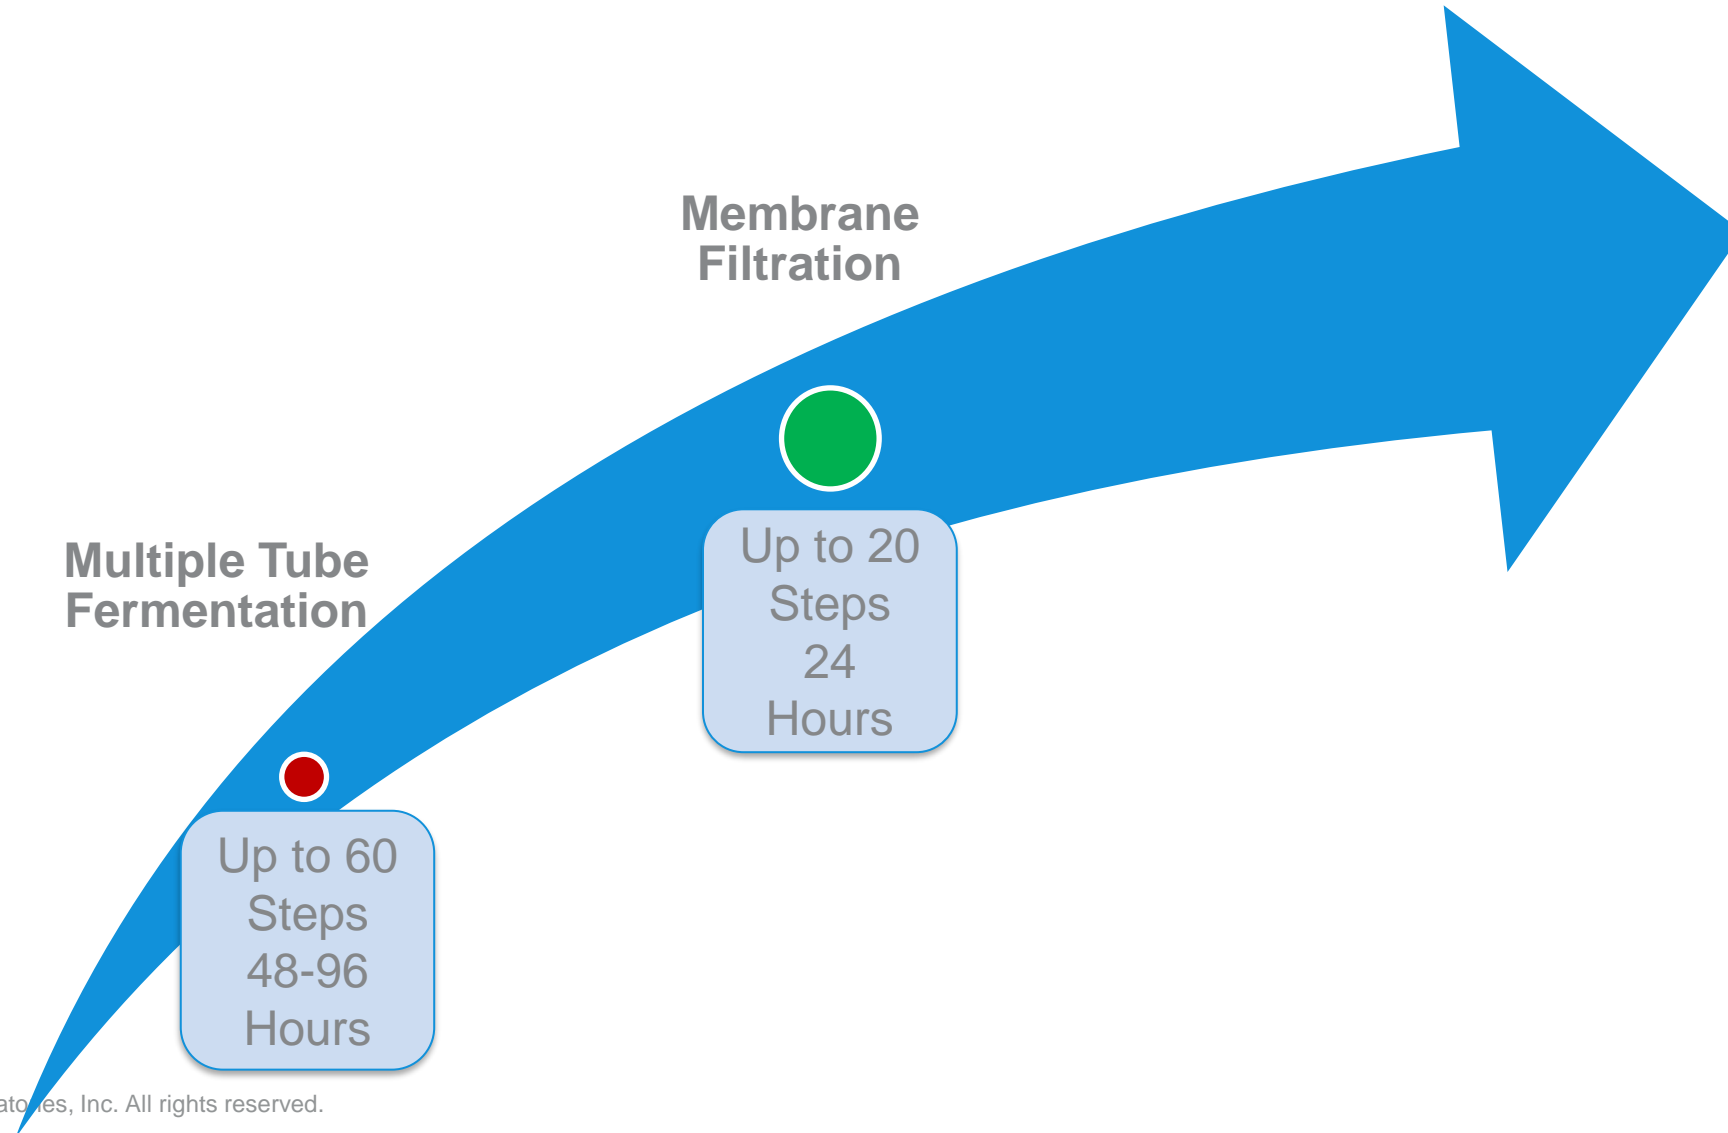 Membrane
Filtration
Multiple Tube
Fermentation
Up to 20
Steps
24
Hours
Up to 60
Steps
48-96
Hours
Inc. All rights reserved.